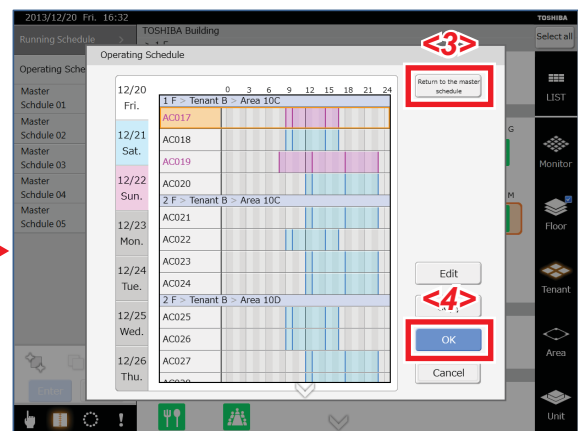 2013/12/20 Fri. 16:32
TOSHIBA
Running Schedule >
TOSHIBA Building
> 1 F
<3>
Select all
Operating Schedule
Operating Sche
Master
Schdule 01
Master
Schdule 02
Master
Schdule 03
Master
Schdule 04
Master
Schdule 05
12/20
Fri.
12/21
Sat.
12/22
Sun.
12/23
Mon.
12/24
Tue.
12/25
Wed.
12/26
Thu.
0 3 6 9 12 15 18 21 24
1 F > Tenant B > Area 10C
AC017
AC018
AC019
AC020
2 F > Tenant B > Area 10C
AC021
AC022
AC023
AC024
2 F > Tenant B > Area 10D
AC025
AC026
AC027
Return to the master
schedule
Edit
<4>
OK
Cancel
G
M
LIST
Monitor
Floor
Tenant
Area
Unit
Enter